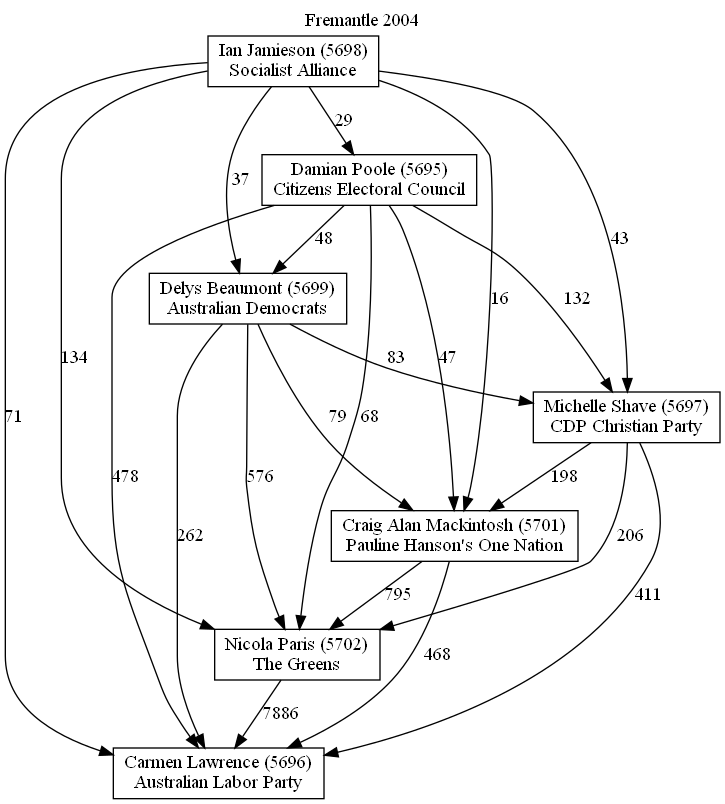 Fremantle 2004
Ian Jamieson (5698)
Socialist Alliance
29
Damian Poole (5695)
Citizens Electoral Council
37
48
43
Delys Beaumont (5699)
Australian Democrats
132
16
134
83
47
Michelle Shave (5697)
CDP Christian Party
71
79
68
478
576
198
Craig Alan Mackintosh (5701)
Pauline Hanson's One Nation
262
206
795
411
Nicola Paris (5702)
The Greens
468
7886
Carmen Lawrence (5696)
Australian Labor Party